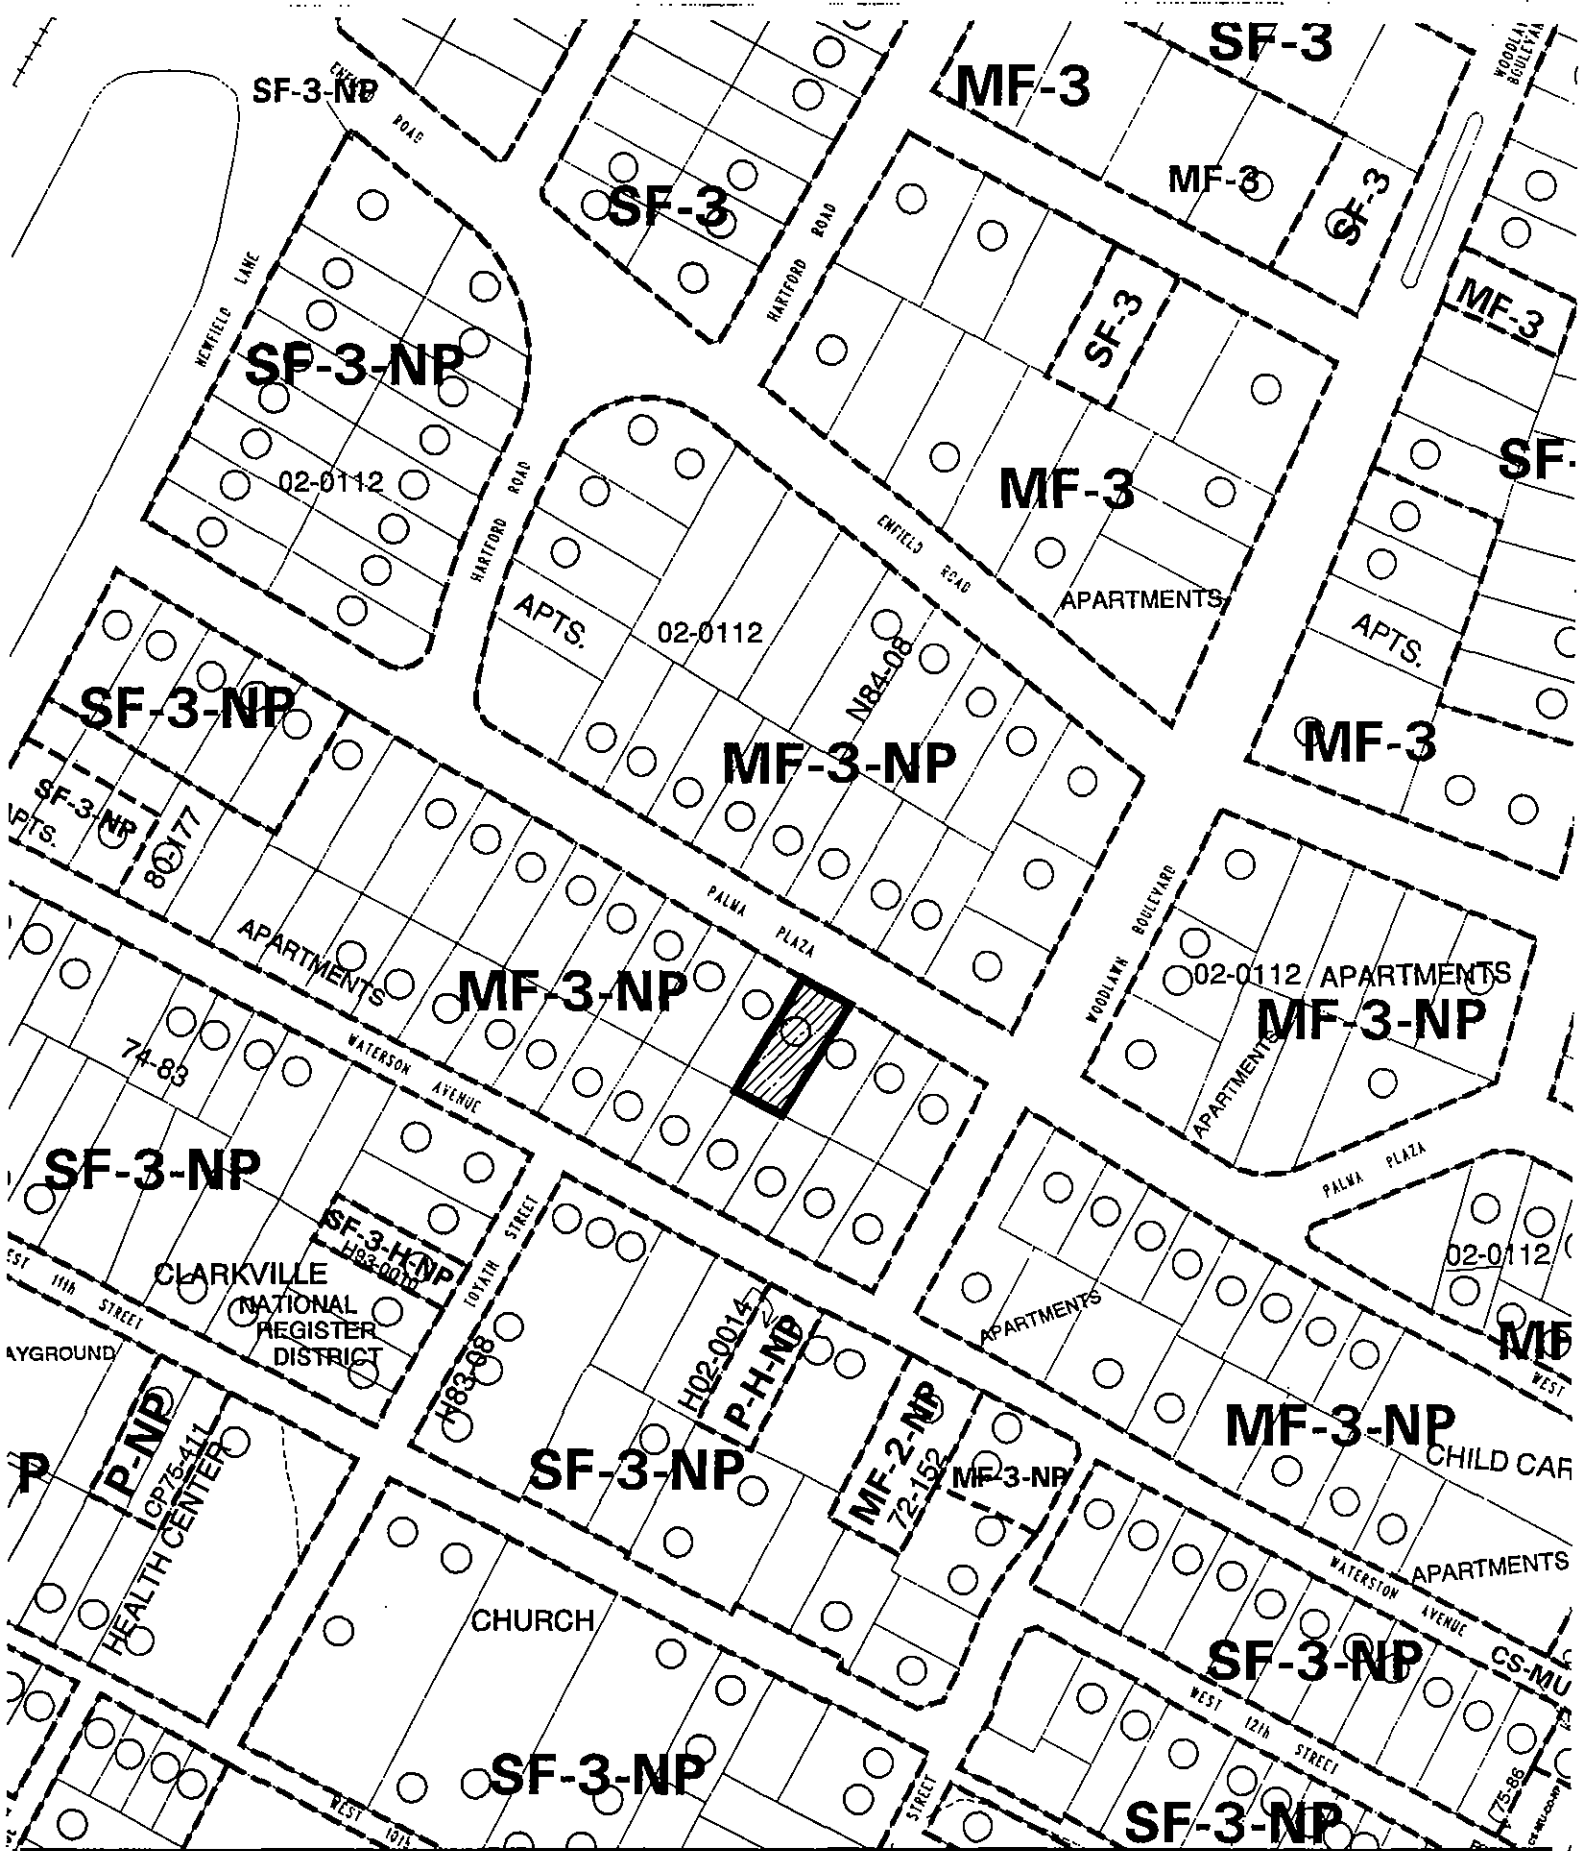 SF-3
WOODLA
BOULEVA
MF-3
SF-3-NP
ENFIELD
ROAD
MF-3
SF-3
SF-3
ROAD
HARTFORD
LANE
NEWFIELD
SF-3
MF-3
SF-3-NP
SF-
02-0112
ROAD
HARTFORD
MF-3
ENFIELD
ROAD
APARTMENTS
APTS.
02-0112
APTS.
N84-08
SF-3-NP
MF-3-NP
MF-3
SF-3-NP
APTS.
80-177
PALMA
PLAZA
BOULEVARD
WOODLAWN
APARTMENTS
MF-3-NP
02-0112
APARTMENTS
MF-3-NP
APARTMENTS
WATERSON
AVENUE
74-83
SF-3-NP
PALMA
PLAZA
SF-3-H-NP
H83-0010
STREET
TOYATH
02-0112
EST
11th
STREET
CLARKVILLE
NATIONAL
REGISTER
DISTRICT
H02-0014
P-H-NP
APARTMENTS
MF
WEST
AYGROUND
H83-08
P-NP
CP75-411
MF-2-NP
72-152
MF-3-NP
MF-3-NP
CHILD CAR
P
HEALTH CENTER
SF-3-NP
WATERSTON
AVENUE
APARTMENTS
CHURCH
SF-3-NP
CS-MU
WEST
12th
STREET
SF-3-NP
STREET
75-86
WEST
10th
SF-3-NP